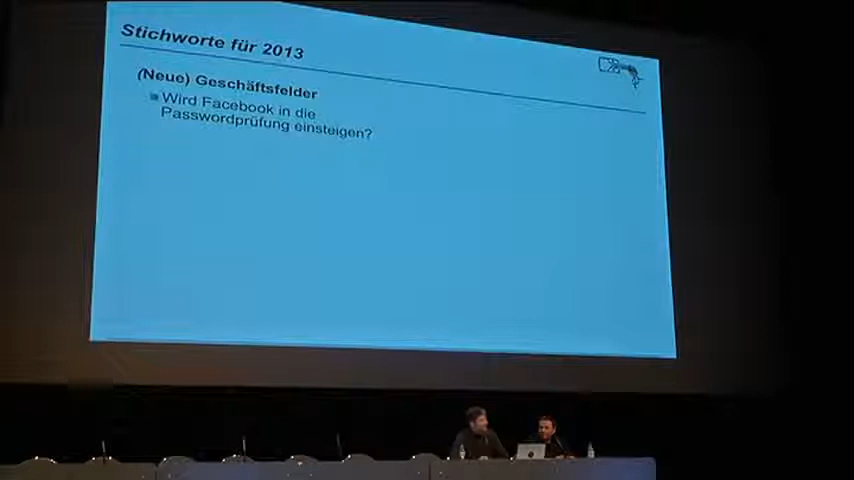 Stichworte für 2013
(Neue) Geschäftsfelder
Wird Facebook in die
Passwordprüfung einsteigen?